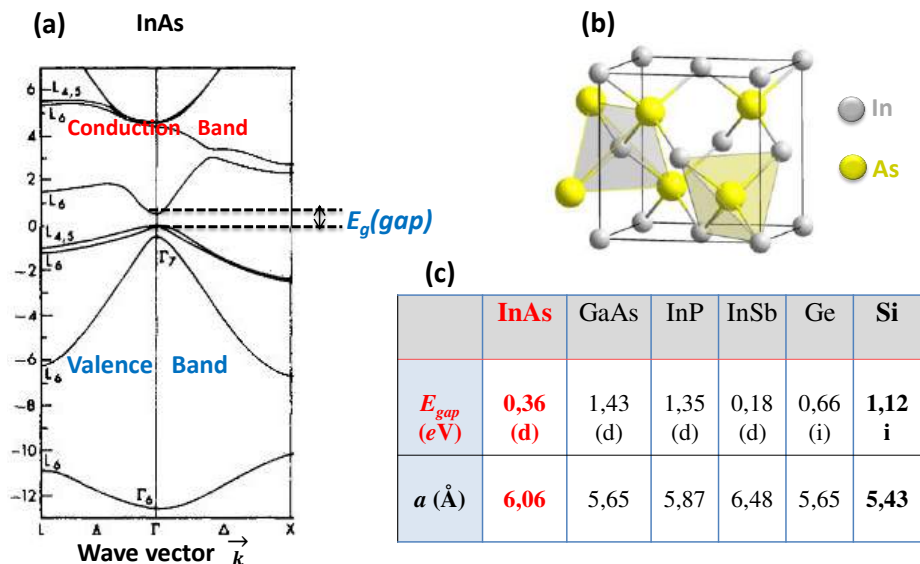 (a)
InAs
6
4
2
0
-2
-4
-6
-8
-10
-12
L4,5
L6
Conduction Band
L6
L4,5
L6
Γ7
Valence Band
L6
L6
Γ6
L Λ Γ Δ X
Wave vector k
Eg(gap)
(b)
In
As
(c)
InAs GaAs InP InSb Ge Si
Egap 0,36 1,43 1,35 0,18 0,66 1,12
(eV) (d) (d) (d) (d) (i) i
a (Å) 6,06 5,65 5,87 6,48 5,65 5,43